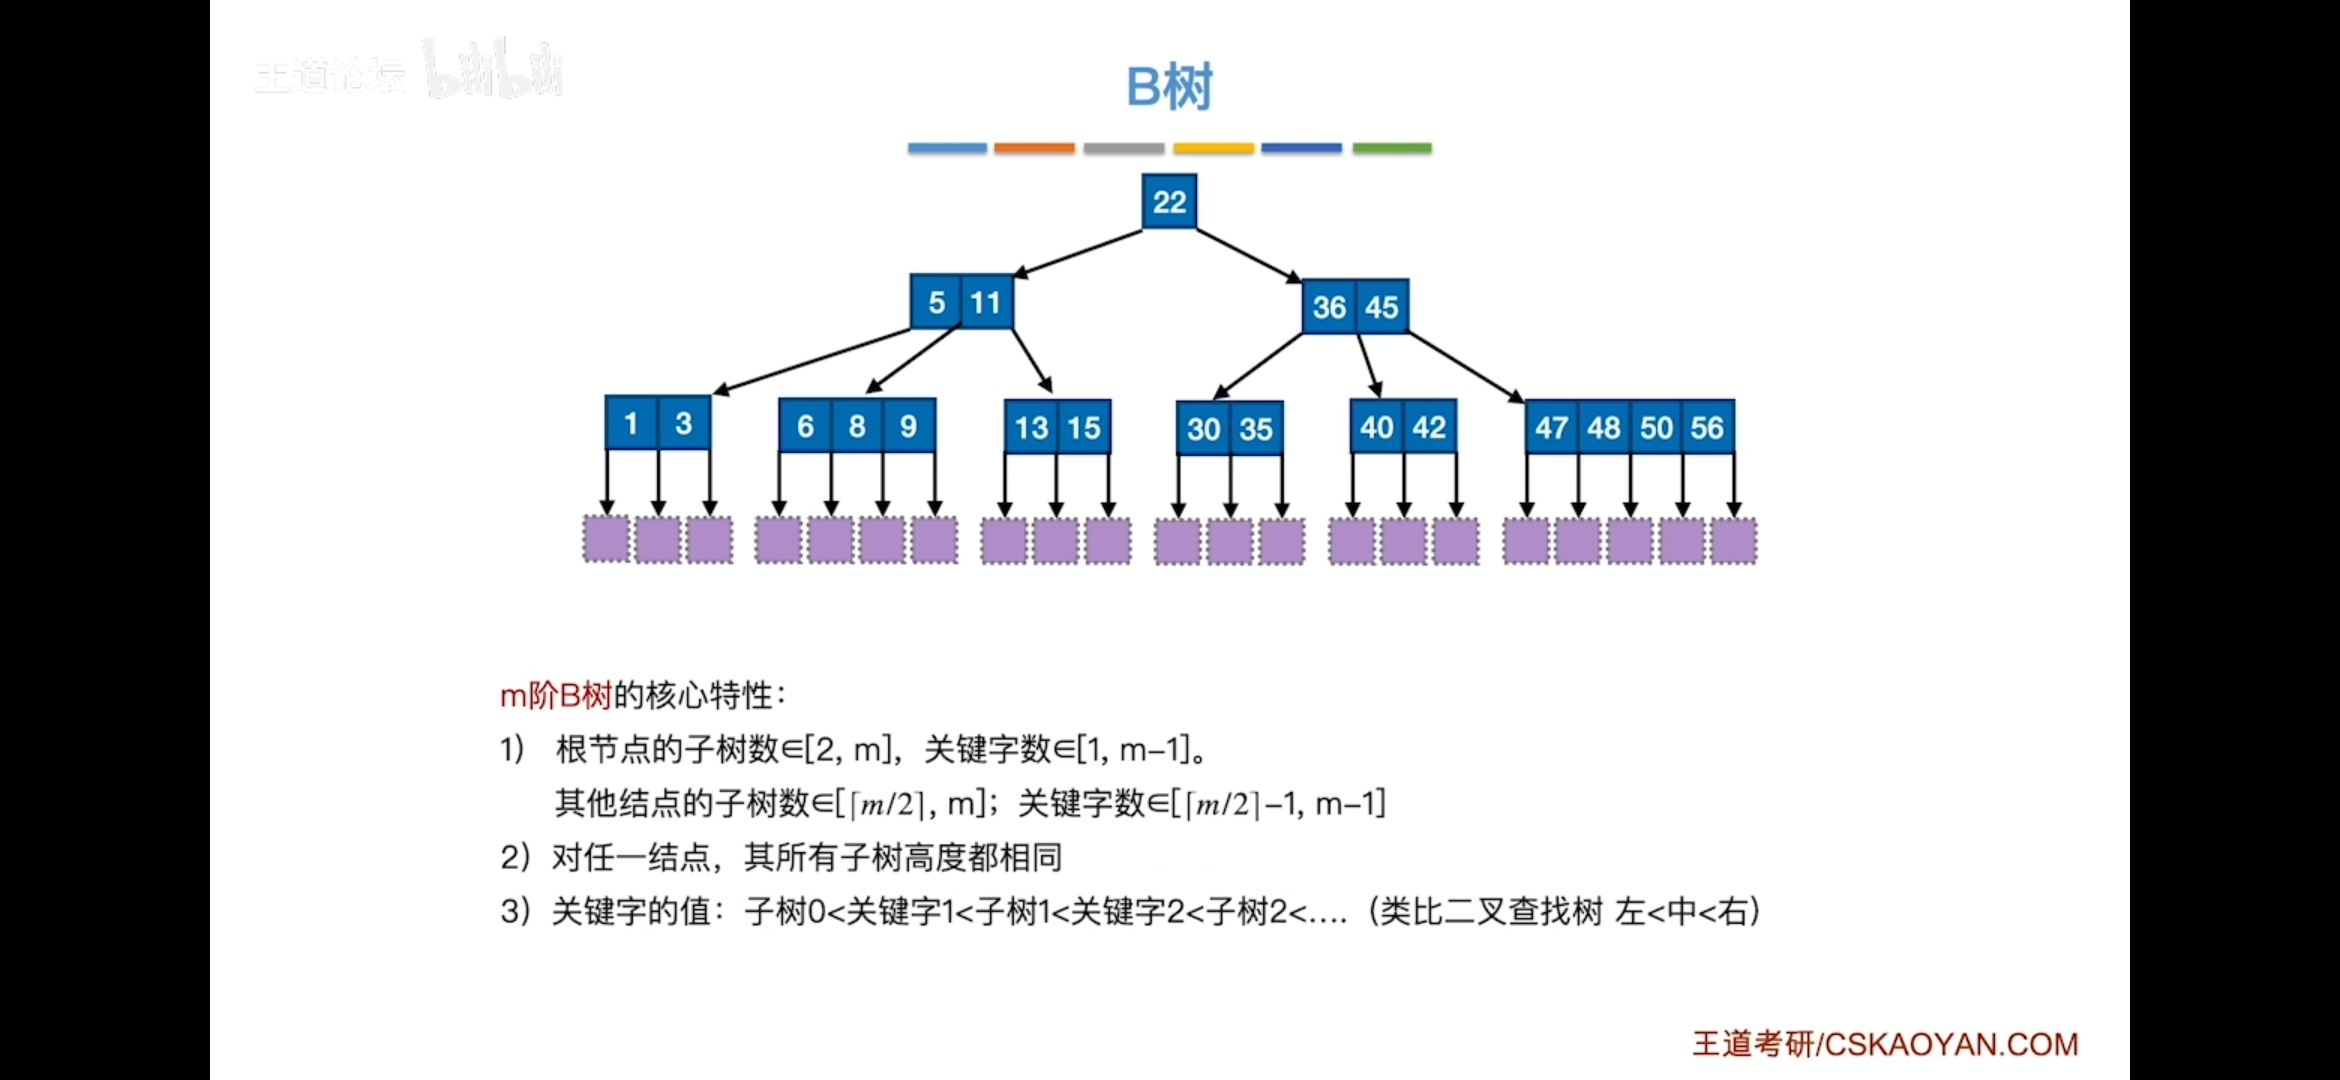 王道论坛 bilibili
B树
22
5 11
36 45
1 3
6 8 9
13 15
30 35
40 42
47 48 50 56
m阶B树的核心特性：
1) 根节点的子树数∈[2, m]，关键字数∈[1, m–1]。
其他结点的子树数∈[⌈m/2⌉, m]；关键字数∈[⌈m/2⌉–1, m–1]
2）对任一结点，其所有子树高度都相同
3）关键字的值：子树0<关键字1<子树1<关键字2<子树2<….（类比二叉查找树 左<中<右）
王道考研/CSKAOYAN.COM